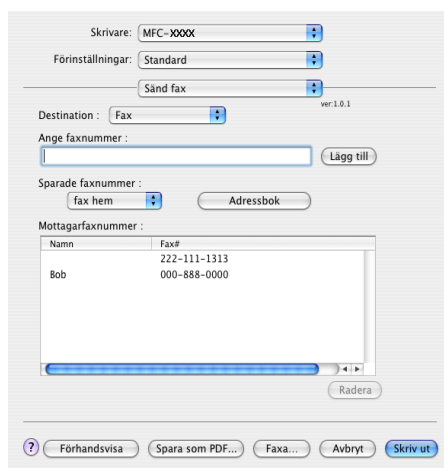 Skrivare: MFC-XXXX
Förinställningar: Standard
Sänd fax
ver:1.0.1
Destination : Fax
Ange faxnummer :
Lägg till
Sparade faxnummer :
fax hem Adressbok
Mottagarfaxnummer :
Namn Fax#
222-111-1313
Bob 000-888-0000
Radera
? Förhandsvisa Spara som PDF... Faxa... Avbryt Skriv ut